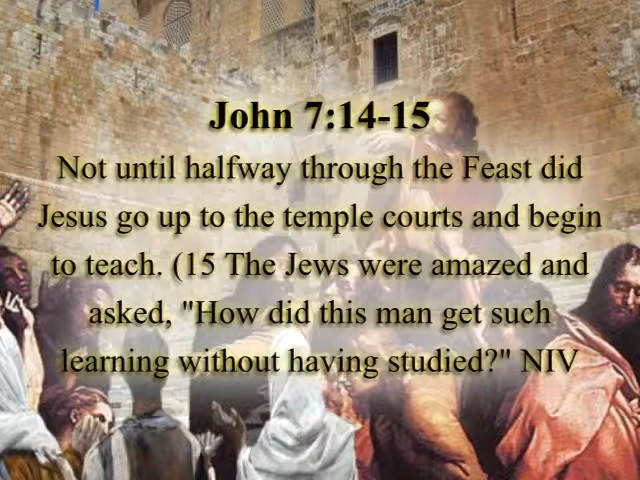 John 7:14-15
Not until halfway through the Feast did
Jesus go up to the temple courts and begin
to teach. (15 The Jews were amazed and
asked, "How did this man get such
learning without having studied?" NIV